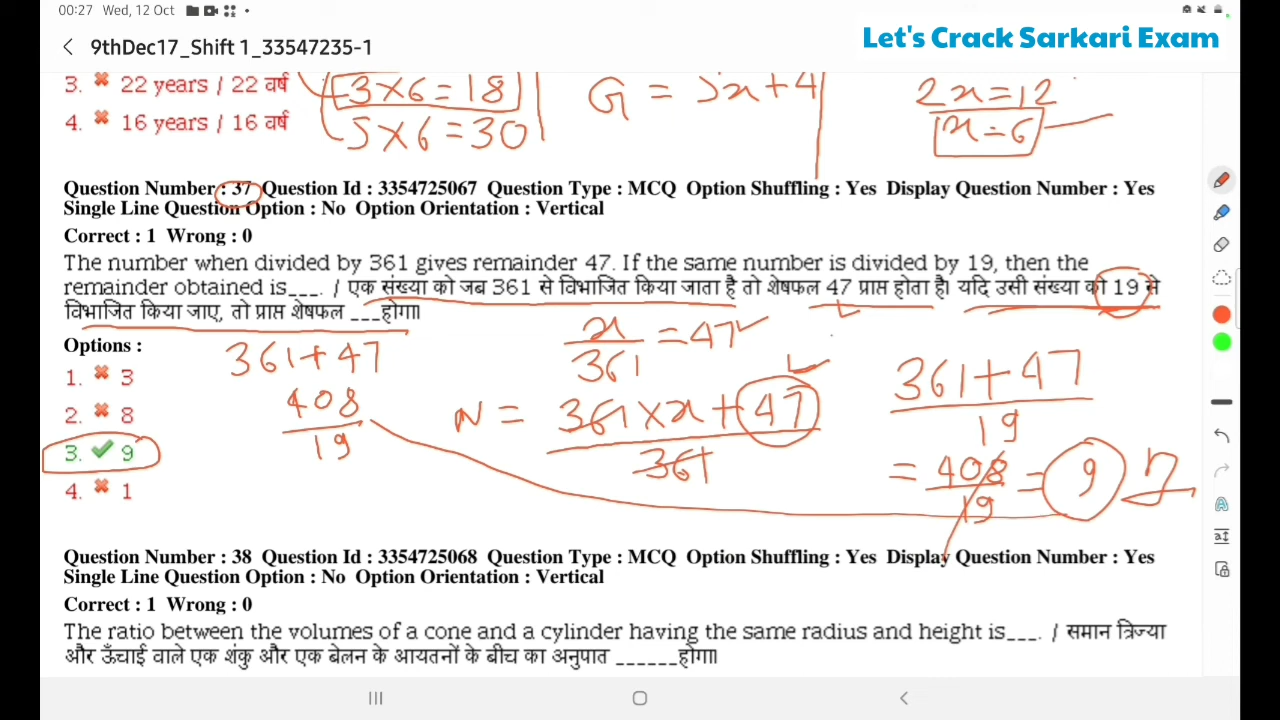 00:27 Wed, 12 Oct
Let's Crack Sarkari Exam
9thDec17_Shift 1_33547235-1
3. 22 years / 22 वर्ष
3×6=18
G = 5x+4
2x=12
4. 16 years / 16 वर्ष
5×6=30
x=6
Question Number : 37 Question Id : 3354725067 Question Type : MCQ Option Shuffling : Yes Display Question Number : Yes
Single Line Question Option : No Option Orientation : Vertical
Correct : 1 Wrong : 0
The number when divided by 361 gives remainder 47. If the same number is divided by 19, then the
remainder obtained is___. / एक संख्या को जब 361 से विभाजित किया जाता है तो शेषफल 47 प्राप्त होता है। यदि उसी संख्या को 19 से
विभाजित किया जाए, तो प्राप्त शेषफल ___होगा।
Options :
361+47
x/361 =47
1. 3
2. 8
408/19
N = 361×x+47/361
361+47/19
3. 9
= 408/19 = 9
4. 1
Question Number : 38 Question Id : 3354725068 Question Type : MCQ Option Shuffling : Yes Display Question Number : Yes
Single Line Question Option : No Option Orientation : Vertical
Correct : 1 Wrong : 0
The ratio between the volumes of a cone and a cylinder having the same radius and height is___. / समान त्रिज्या
और ऊँचाई वाले एक शंकु और एक बेलन के आयतनों के बीच का अनुपात ______होगा।